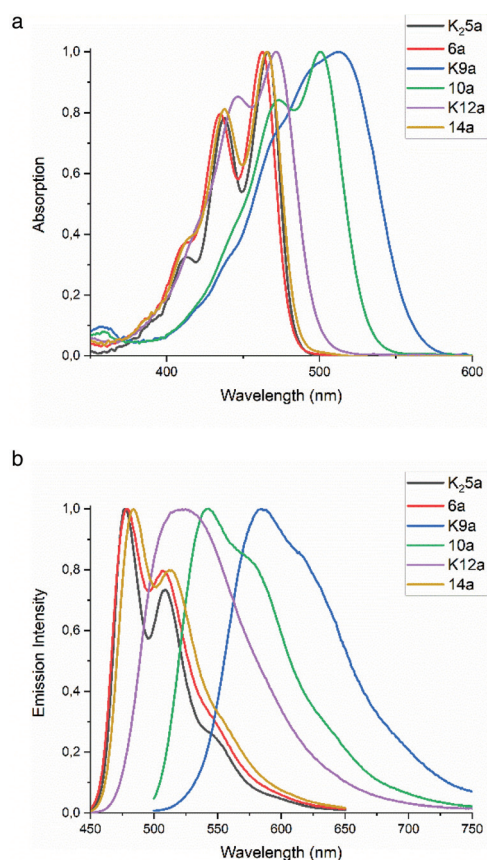 a
K₂5a
6a
K9a
10a
K12a
14a
1,0
0,8
0,6
0,4
0,2
0,0
Absorption
400 500 600
Wavelength (nm)
b
K₂5a
6a
K9a
10a
K12a
14a
1,0
0,8
0,6
0,4
0,2
0,0
Emission Intensity
450 500 550 600 650 700 750
Wavelength (nm)